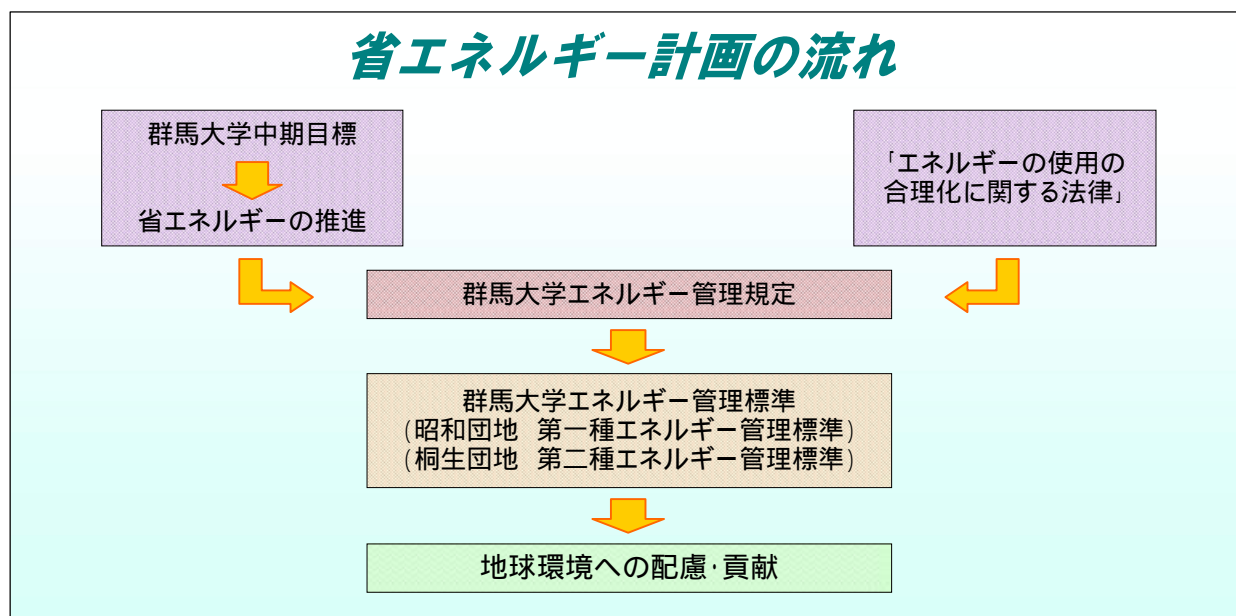 省エネルギー計画の流れ
群馬大学中期目標
省エネルギーの推進
「エネルギーの使用の
合理化に関する法律」
群馬大学エネルギー管理規定
群馬大学エネルギー管理標準
(昭和団地 第一種エネルギー管理標準)
(桐生団地 第二種エネルギー管理標準)
地球環境への配慮・貢献